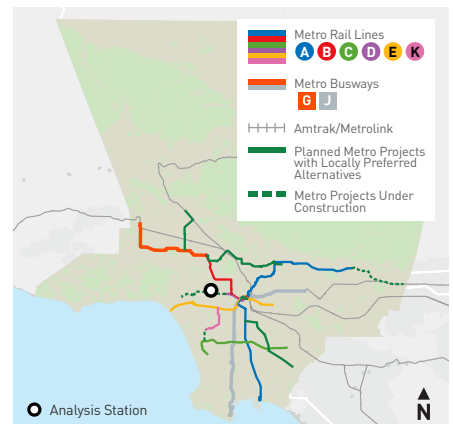 Metro Rail Lines
A B C D E K
Metro Busways
G J
Amtrak/Metrolink
Planned Metro Projects
with Locally Preferred
Alternatives
Metro Projects Under
Construction
Analysis Station
N